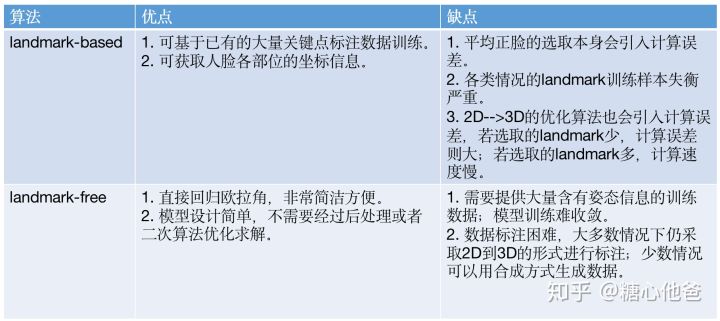 算法 优点 缺点
landmark-based
1. 可基于已有的大量关键点标注数据训练。
2. 可获取人脸各部位的坐标信息。
1. 平均正脸的选取本身会引入计算误
差。
2. 各类情况的landmark训练样本失衡
严重。
3. 2D-->3D的优化算法也会引入计算误
差，若选取的landmark少，计算误差
则大；若选取的landmark多，计算速
度慢。
landmark-free
1. 直接回归欧拉角，非常简洁方便。
2. 模型设计简单，不需要经过后处理或者
二次算法优化求解。
1. 需要提供大量含有姿态信息的训练
数据；模型训练难收敛。
2. 数据标注困难，大多数情况下仍采
取2D到3D的形式进行标注；少数情况
可以用合成方式生成数据。
知乎 @糖心他爸